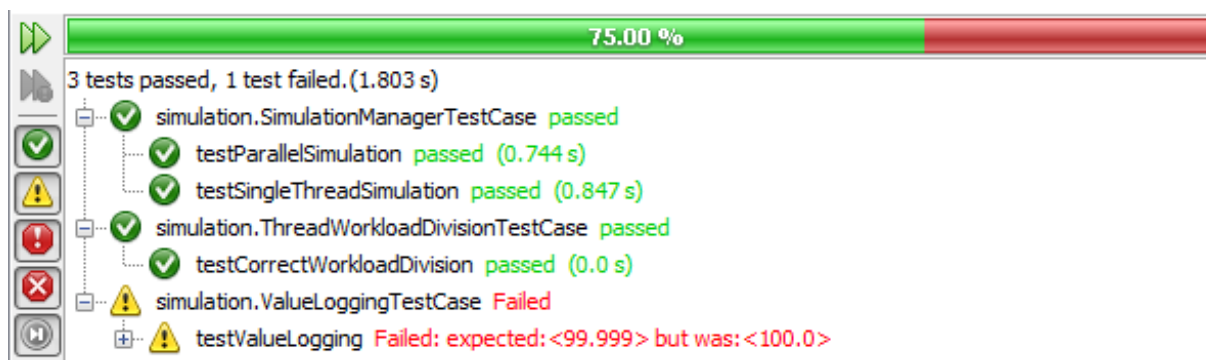 75.00 %
3 tests passed, 1 test failed.(1.803 s)
simulation.SimulationManagerTestCase passed
testParallelSimulation passed (0.744 s)
testSingleThreadSimulation passed (0.847 s)
simulation.ThreadWorkloadDivisionTestCase passed
testCorrectWorkloadDivision passed (0.0 s)
simulation.ValueLoggingTestCase Failed
testValueLogging Failed: expected:<99.999> but was:<100.0>